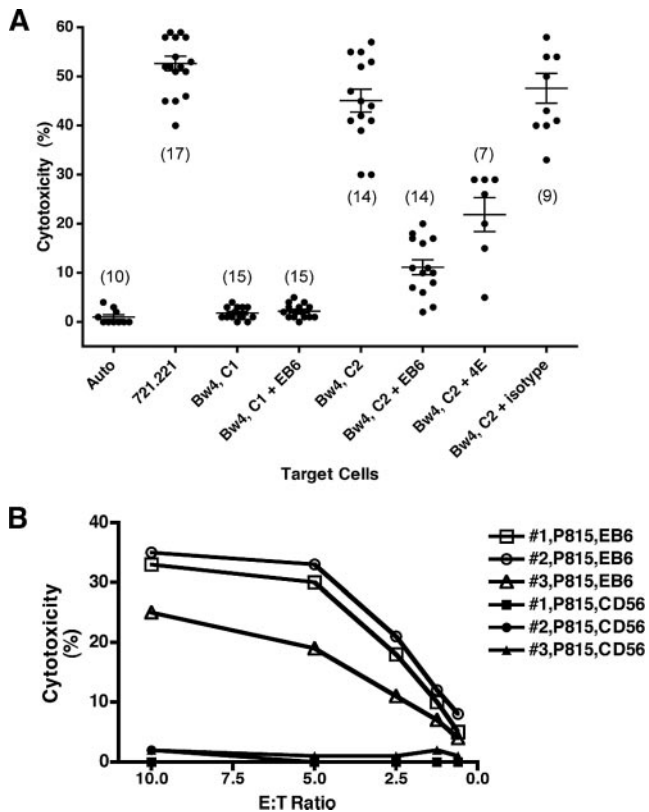 A
60
50
40
30
20
10
0
Cytotoxicity (%)
(10)
(17)
(15)
(15)
(14)
(14)
(7)
(9)
Auto
721.221
Bw4, C1
Bw4, C1 + EB6
Bw4, C2
Bw4, C2 + EB6
Bw4, C2 + 4E
Bw4, C2 + isotype
Target Cells
B
40
30
20
10
0
Cytotoxicity
(%)
10.0 7.5 5.0 2.5 0.0
E:T Ratio
#1,P815,EB6
#2,P815,EB6
#3,P815,EB6
#1,P815,CD56
#2,P815,CD56
#3,P815,CD56